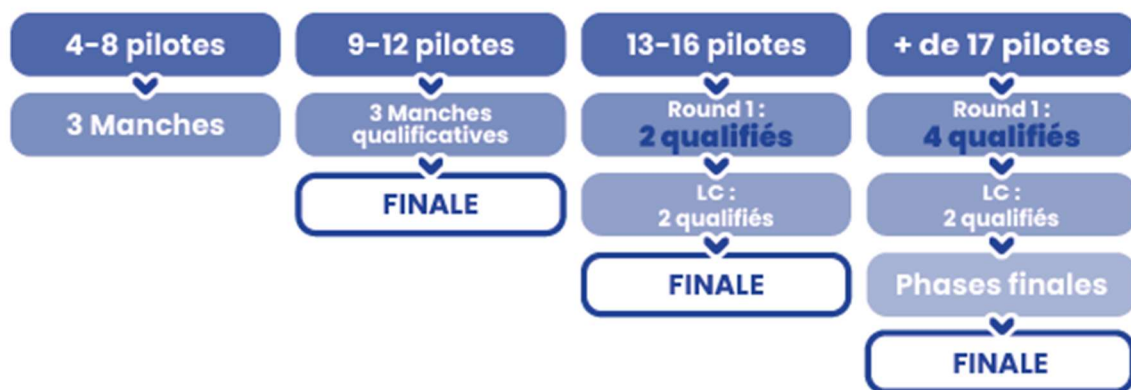 4-8 pilotes
3 Manches
9-12 pilotes
3 Manches
qualificatives
FINALE
13-16 pilotes
Round 1 :
2 qualifiés
LC :
2 qualifiés
FINALE
+ de 17 pilotes
Round 1 :
4 qualifiés
LC :
2 qualifiés
Phases finales
FINALE